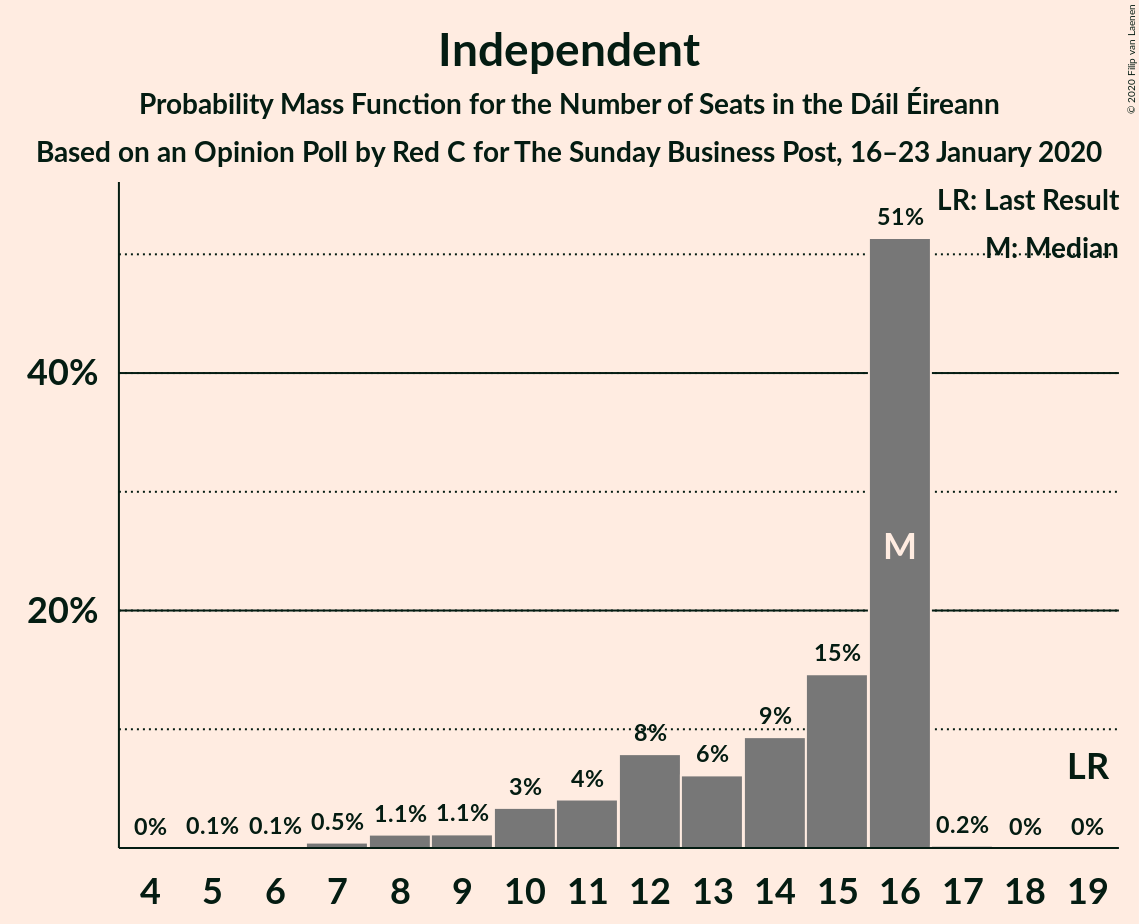 Independent
Probability Mass Function for the Number of Seats in the Dáil Éireann
Based on an Opinion Poll by Red C for The Sunday Business Post, 16–23 January 2020
© 2020 Filip van Laenen
LR: Last Result
M: Median
40%
20%
0%
0.1%
0.1%
0.5%
1.1%
1.1%
3%
4%
8%
6%
9%
15%
51%
0.2%
0%
0%
M
LR
4 5 6 7 8 9 10 11 12 13 14 15 16 17 18 19